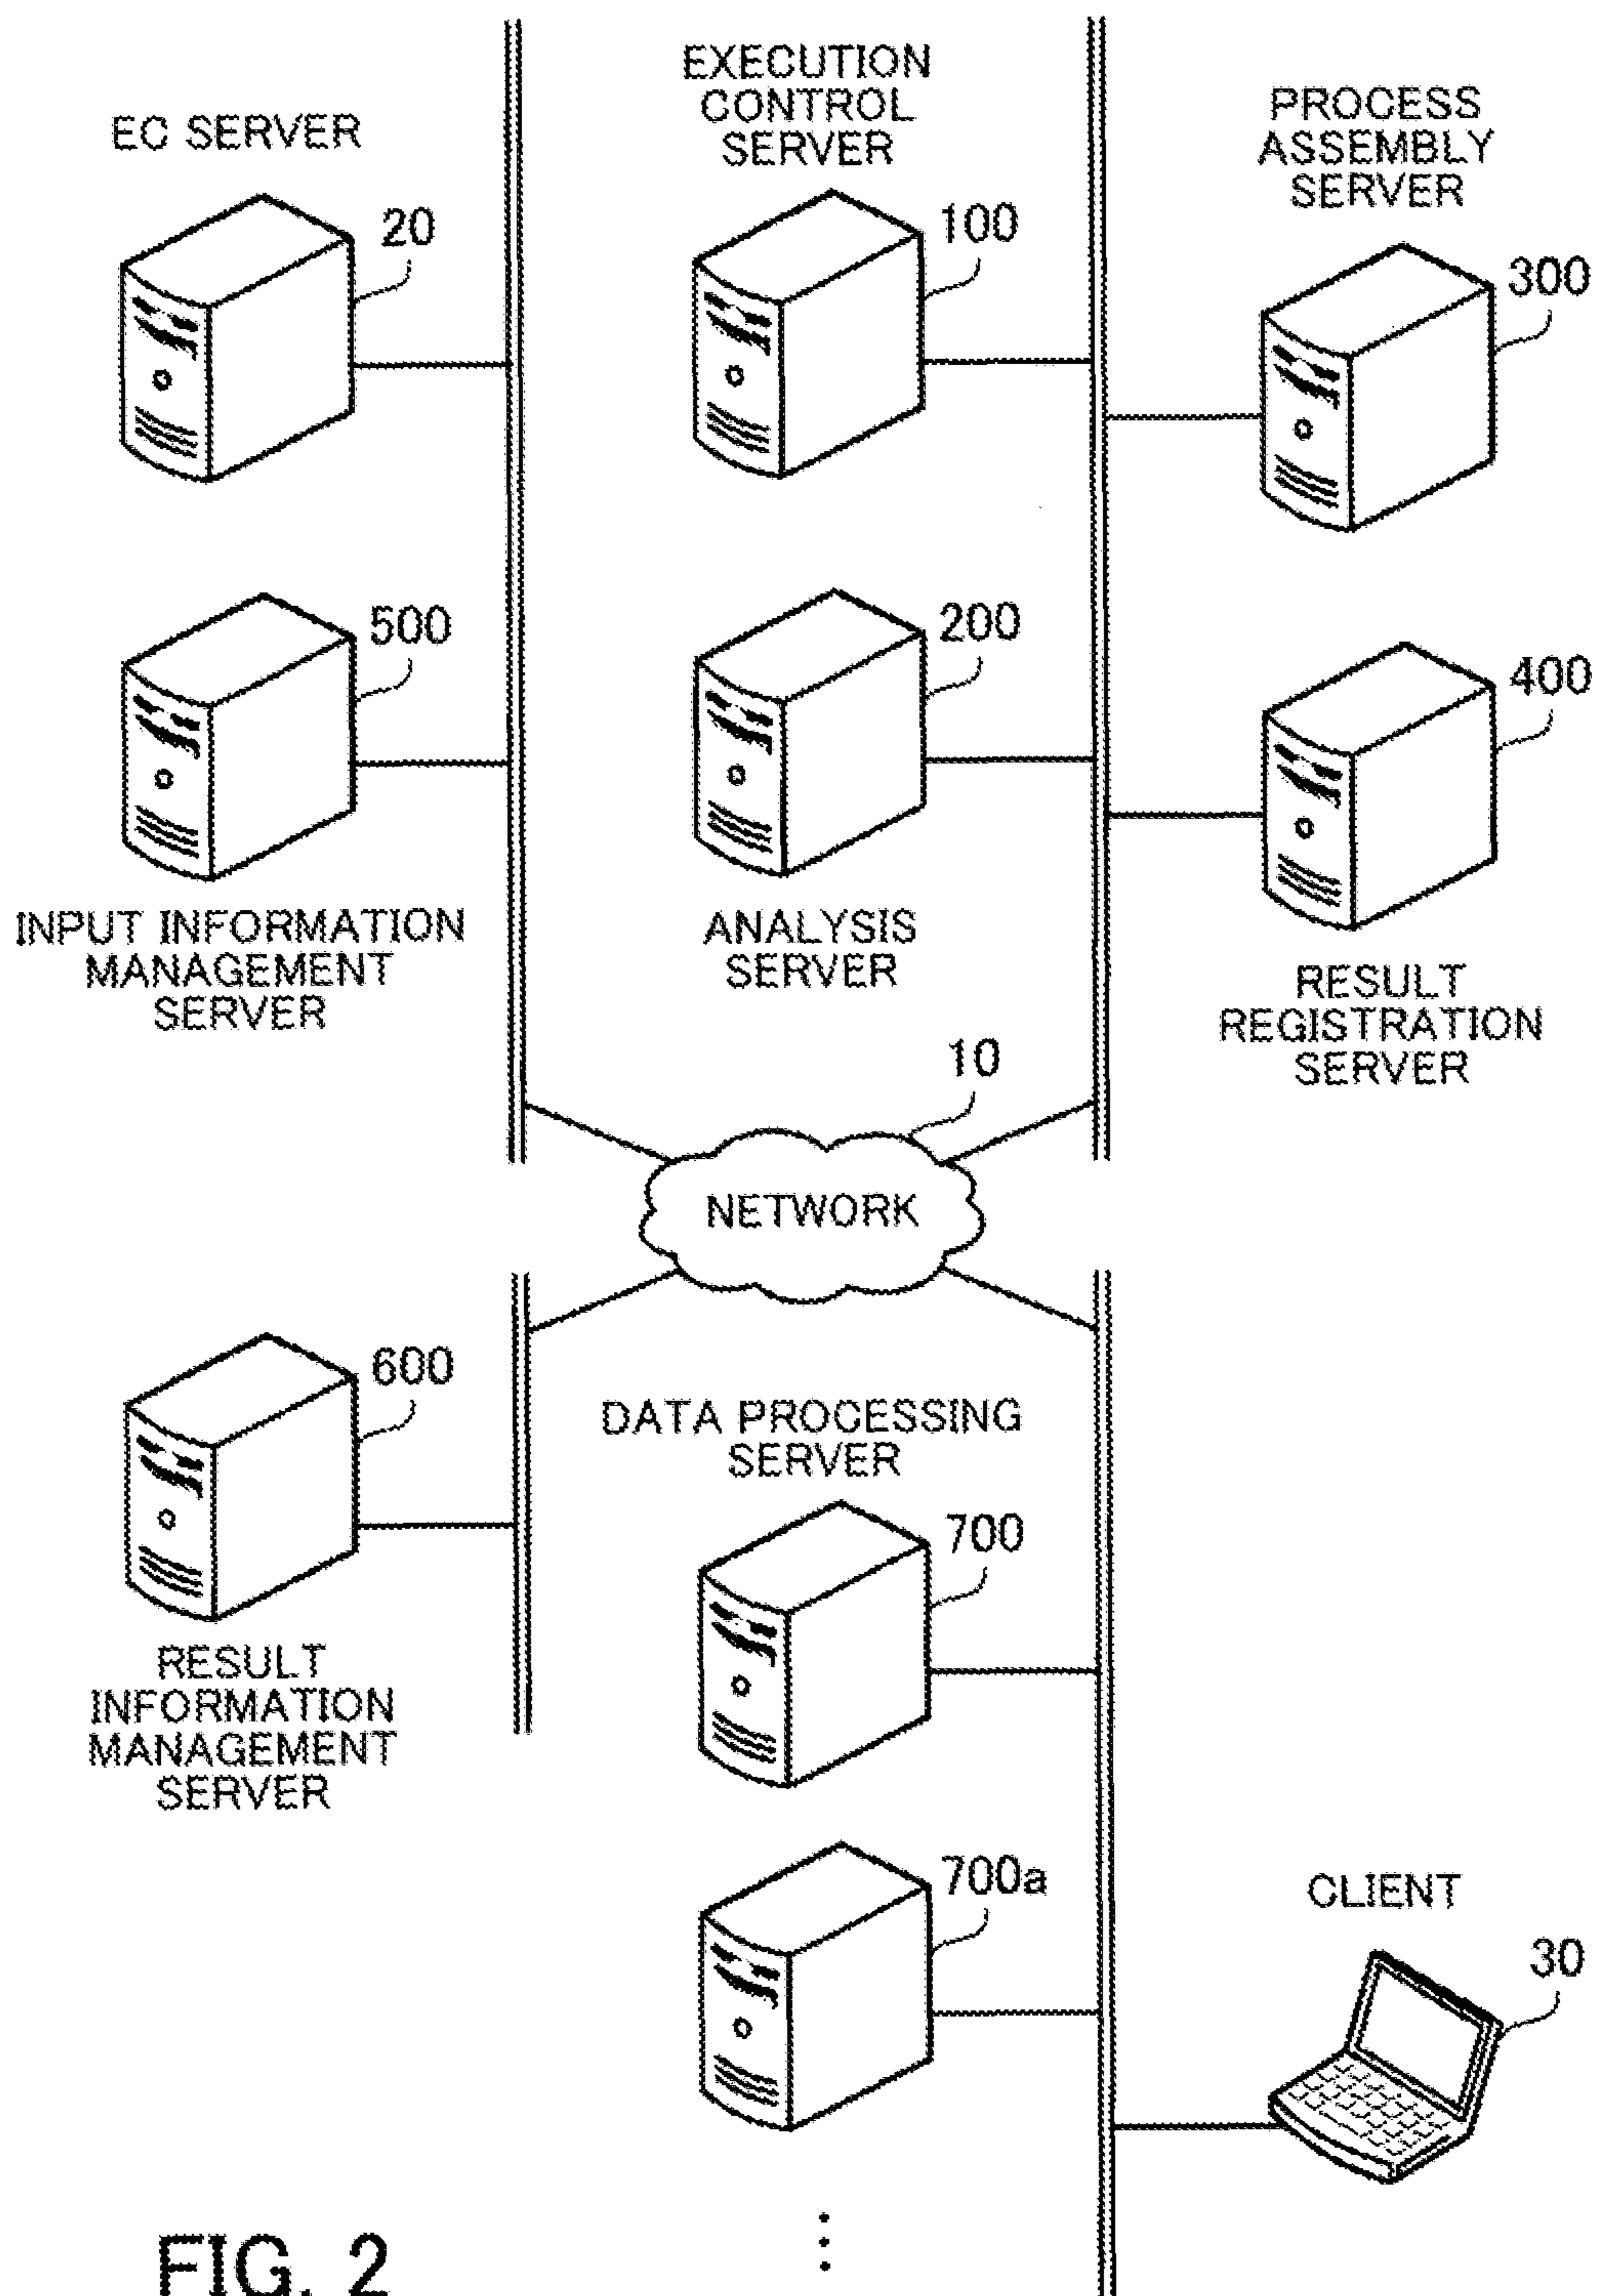 EC SERVER
20
EXECUTION
CONTROL
SERVER
100
PROCESS
ASSEMBLY
SERVER
300
500
INPUT INFORMATION
MANAGEMENT
SERVER
200
ANALYSIS
SERVER
400
RESULT
REGISTRATION
SERVER
10
NETWORK
600
RESULT
INFORMATION
MANAGEMENT
SERVER
DATA PROCESSING
SERVER
700
700a
CLIENT
30
FIG. 2